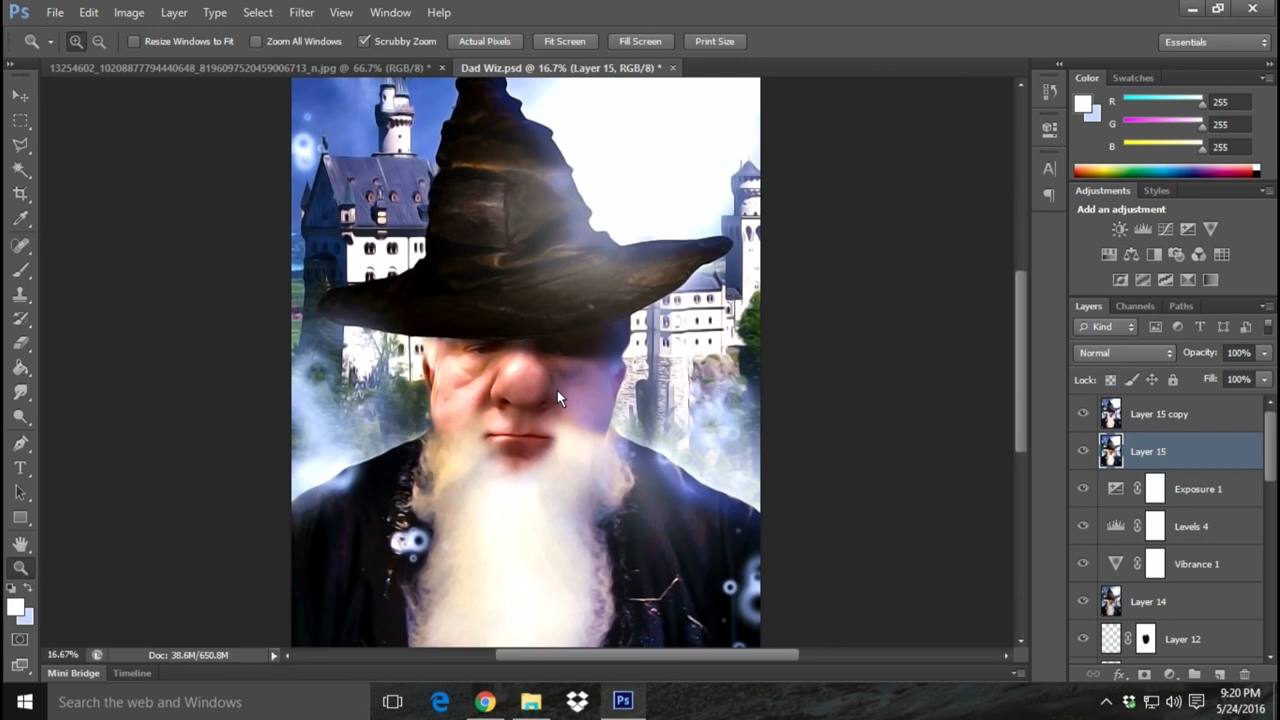 Ps File Edit Image Layer Type Select Filter View Window Help
Resize Windows to Fit Zoom All Windows Scrubby Zoom Actual Pixels Fit Screen Fill Screen Print Size Essentials
13254602_10208877794440648_8196097520459006713_n.jpg @ 66.7% (RGB/8) * × Dad Wiz.psd @ 16.7% (Layer 15, RGB/8) * ×
Color Swatches
R 255
G 255
B 255
Adjustments Styles
Add an adjustment
Layers Channels Paths
Kind
Normal Opacity: 100%
Lock: Fill: 100%
Layer 15 copy
Layer 15
Exposure 1
Levels 4
Vibrance 1
Layer 14
Layer 12
16.67% Doc: 38.6M/650.8M
Mini Bridge Timeline
Search the web and Windows
9:20 PM
5/24/2016